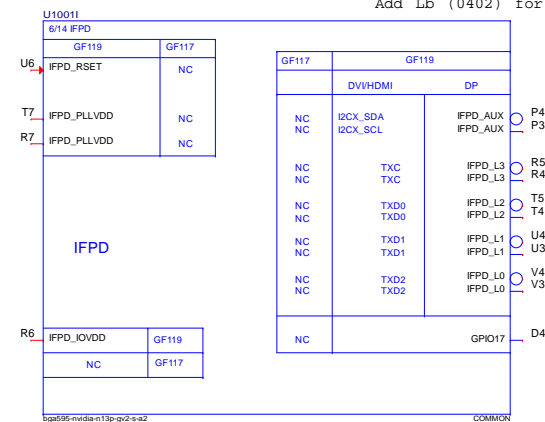 Add Lb (0402) for
U1001I
6/14 IFPD
GF119 GF117
U6 IFPD_RSET NC
T7 IFPD_PLLVDD NC
R7 IFPD_PLLVDD NC
IFPD
R6 IFPD_IOVDD GF119
NC GF117
GF117 GF119
DVI/HDMI DP
NC I2CX_SDA IFPD_AUX P4
NC I2CX_SCL IFPD_AUX P3
NC TXC IFPD_L3 R5
NC TXC IFPD_L3 R4
NC TXD0 IFPD_L2 T5
NC TXD0 IFPD_L2 T4
NC TXD1 IFPD_L1 U4
NC TXD1 IFPD_L1 U3
NC TXD2 IFPD_L0 V4
NC TXD2 IFPD_L0 V3
NC GPIO17 D4
bga595-nvidia-n13p-gv2-s-a2 COMMON